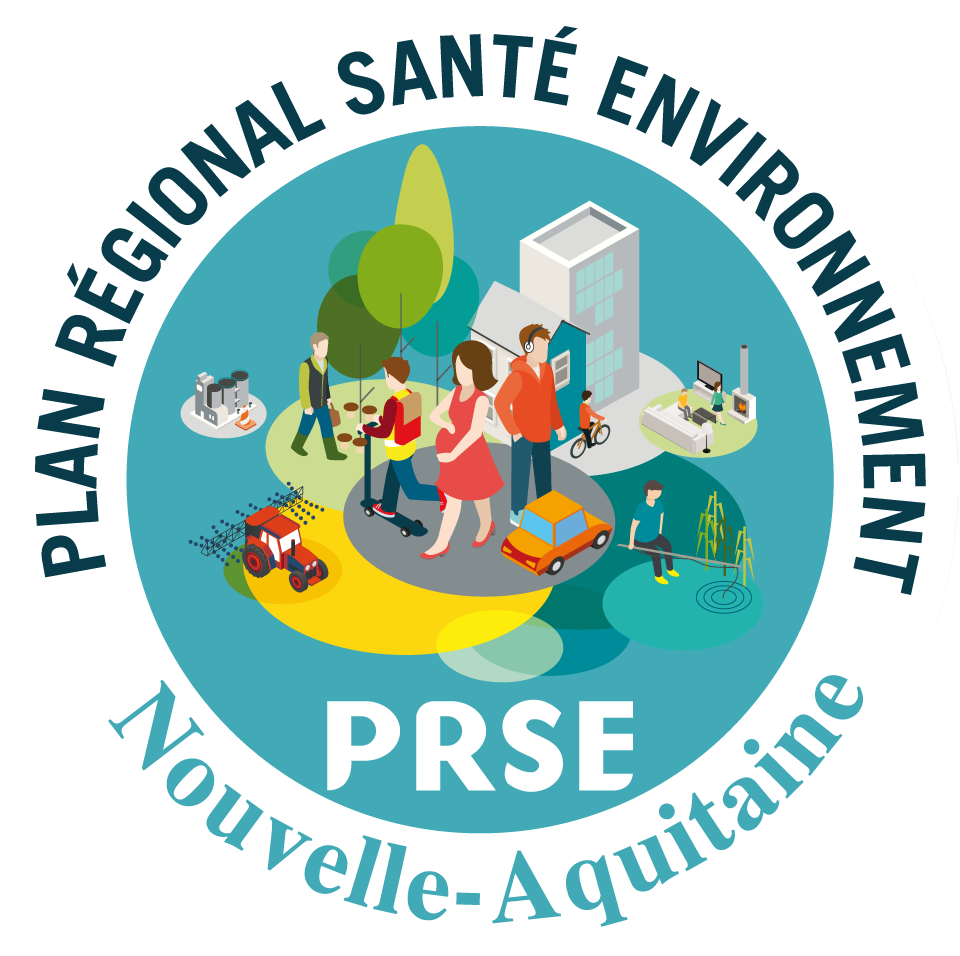 PLAN RÉGIONAL SANTÉ ENVIRONNEMENT
PRSE
Nouvelle-Aquitaine